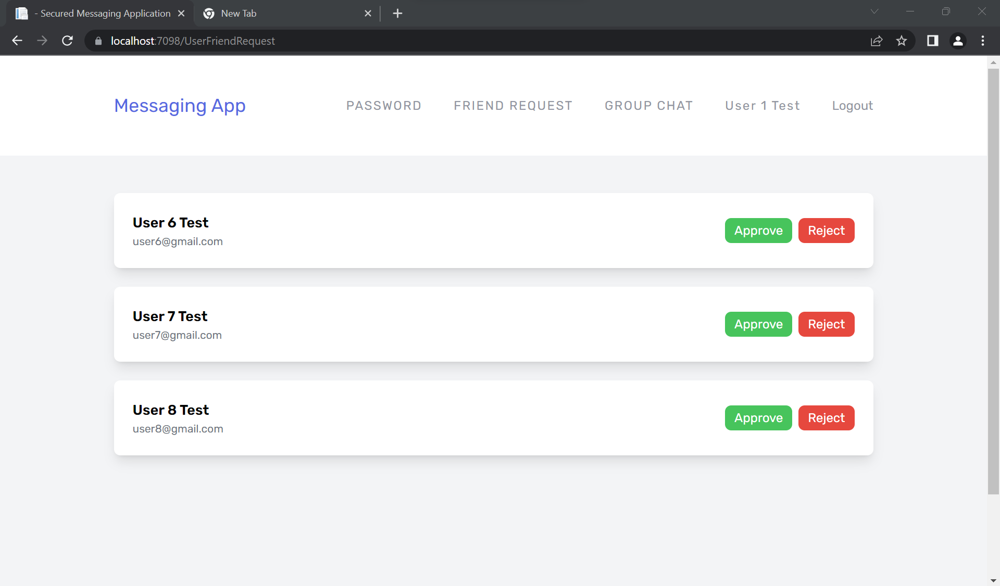 - Secured Messaging Application
New Tab
localhost:7098/UserFriendRequest
Messaging App
PASSWORD
FRIEND REQUEST
GROUP CHAT
User 1 Test
Logout
User 6 Test
user6@gmail.com
Approve
Reject
User 7 Test
user7@gmail.com
Approve
Reject
User 8 Test
user8@gmail.com
Approve
Reject